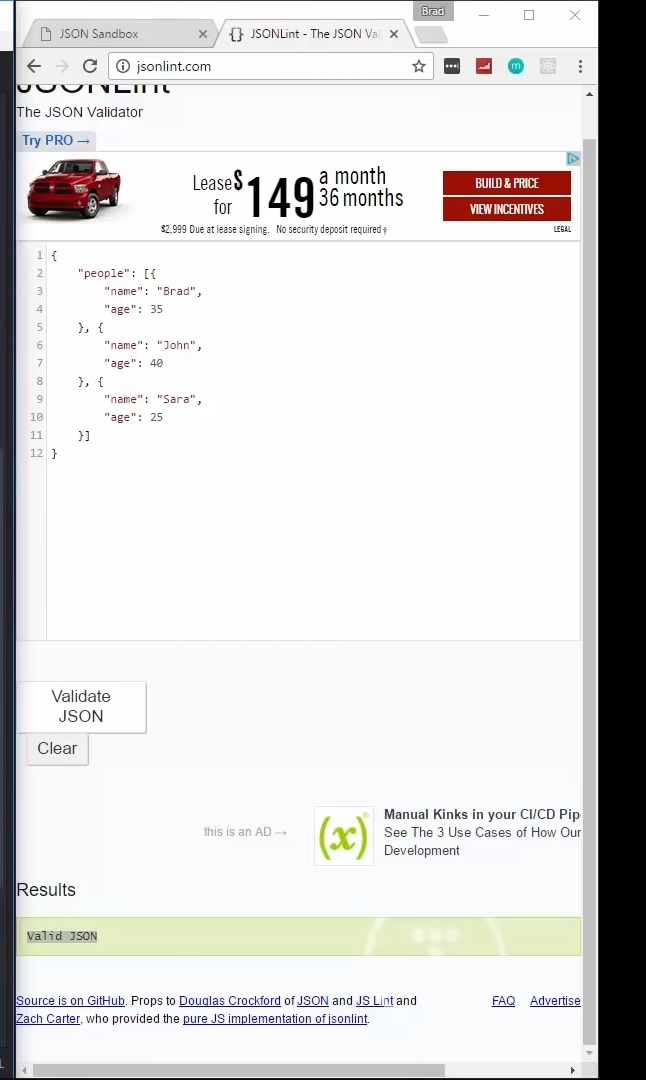 Brad
JSON Sandbox
{} JSONLint - The JSON Va
jsonlint.com
JSONLint
The JSON Validator
Try PRO →
Lease $149 a month
for 36 months
$2,999 Due at lease signing. No security deposit required †
BUILD & PRICE
VIEW INCENTIVES
LEGAL
1 {
2 "people": [{
3 "name": "Brad",
4 "age": 35
5 }, {
6 "name": "John",
7 "age": 40
8 }, {
9 "name": "Sara",
10 "age": 25
11 }]
12 }
Validate
JSON
Clear
this is an AD →
(x)®
Manual Kinks in your CI/CD Pip
See The 3 Use Cases of How Our
Development
Results
Valid JSON
Source is on GitHub. Props to Douglas Crockford of JSON and JS Lint and
Zach Carter, who provided the pure JS implementation of jsonlint.
FAQ Advertise